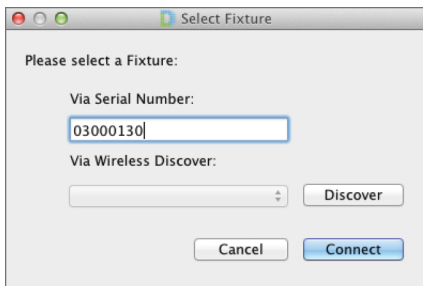 Select Fixture
Please select a Fixture:
Via Serial Number:
03000130
Via Wireless Discover:
Discover
Cancel Connect